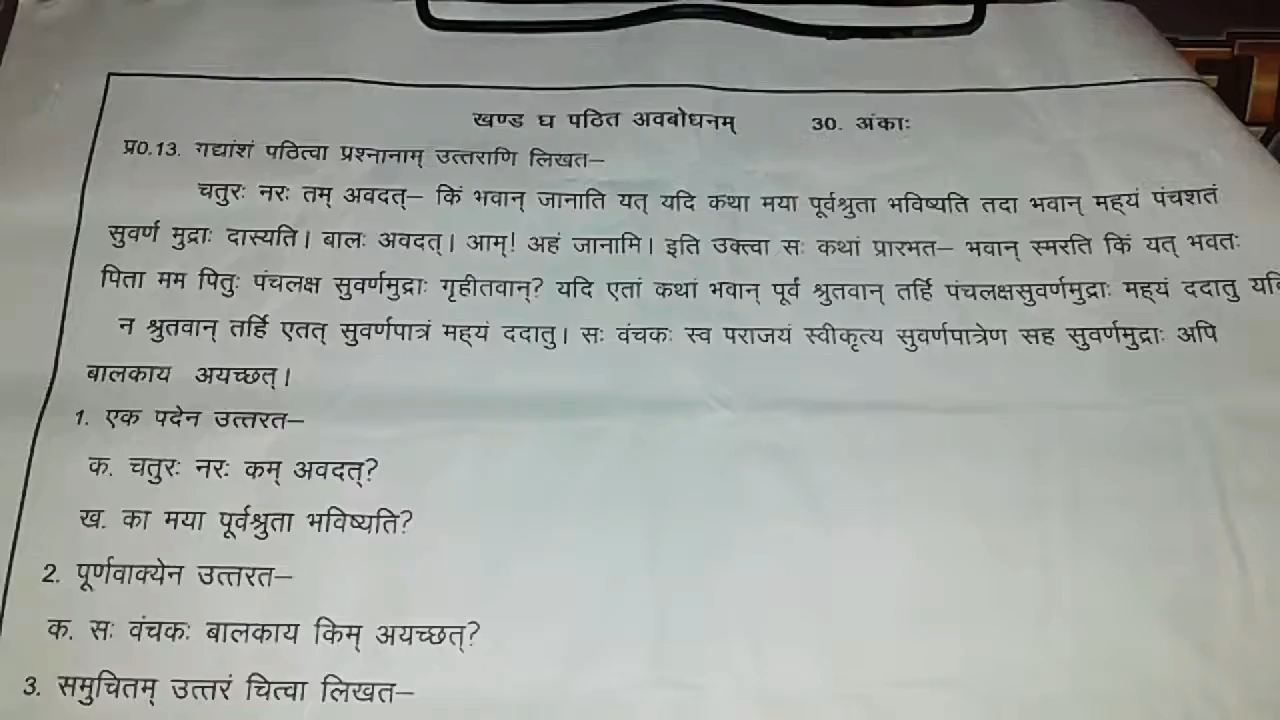 खण्ड घ पठित अवबोधनम् 30. अंकाः
प्र0.13. गद्यांशं पठित्वा प्रश्नानाम् उत्तराणि लिखत–
चतुरः नरः तम् अवदत्– किं भवान् जानाति यत् यदि कथा मया पूर्वश्रुता भविष्यति तदा भवान् मह्यं पंचशतं
सुवर्ण मुद्राः दास्यति। बालः अवदत्। आम्! अहं जानामि। इति उक्त्वा सः कथां प्रारभत– भवान् स्मरति किं यत् भवतः
पिता मम पितुः पंचलक्ष सुवर्णमुद्राः गृहीतवान्? यदि एतां कथां भवान् पूर्वं श्रुतवान् तर्हि पंचलक्षसुवर्णमुद्राः मह्यं ददातु
न श्रुतवान् तर्हि एतत् सुवर्णपात्रं मह्यं ददातु। सः वंचकः स्व पराजयं स्वीकृत्य सुवर्णपात्रेण सह सुवर्णमुद्राः अपि
बालकाय अयच्छत्।
1. एक पदेन उत्तरत–
क. चतुरः नरः कम् अवदत्?
ख. का मया पूर्वश्रुता भविष्यति?
2. पूर्णवाक्येन उत्तरत–
क. सः वंचकः बालकाय किम् अयच्छत्?
3. समुचितम् उत्तरं चित्वा लिखत–